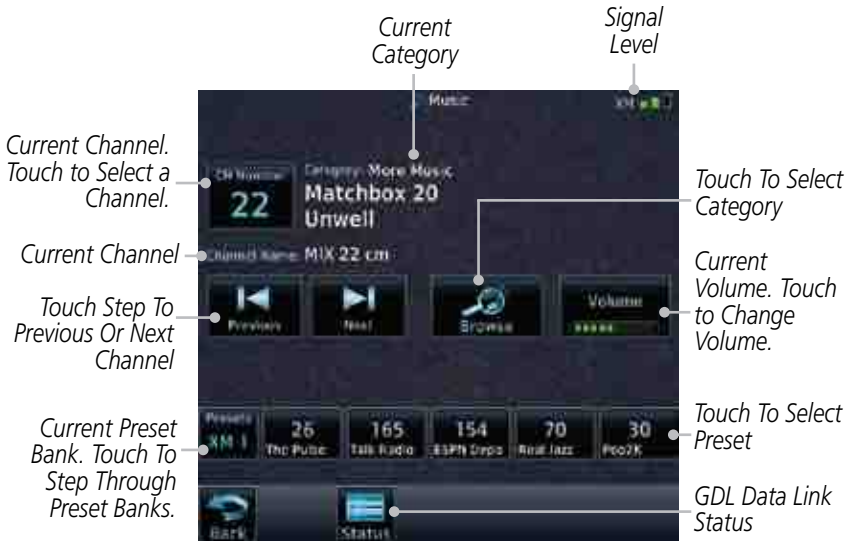 Current
Category
Signal
Level
Music
XM
Current Channel.
Touch to Select a
Channel.
CH Number
22
Category: More Music
Matchbox 20
Unwell
Touch To Select
Category
Current Channel
Channel Name: MIX 22 cm
Current
Volume. Touch
to Change
Volume.
Touch Step To
Previous Or Next
Channel
Previous
Next
Browse
Volume
Current Preset
Bank. Touch To
Step Through
Preset Banks.
Presets
XM 1
26
The Pulse
165
Talk Radio
154
ESPN Depo
70
Real Jazz
30
Touch To Select
Preset
Back
Status
GDL Data Link
Status